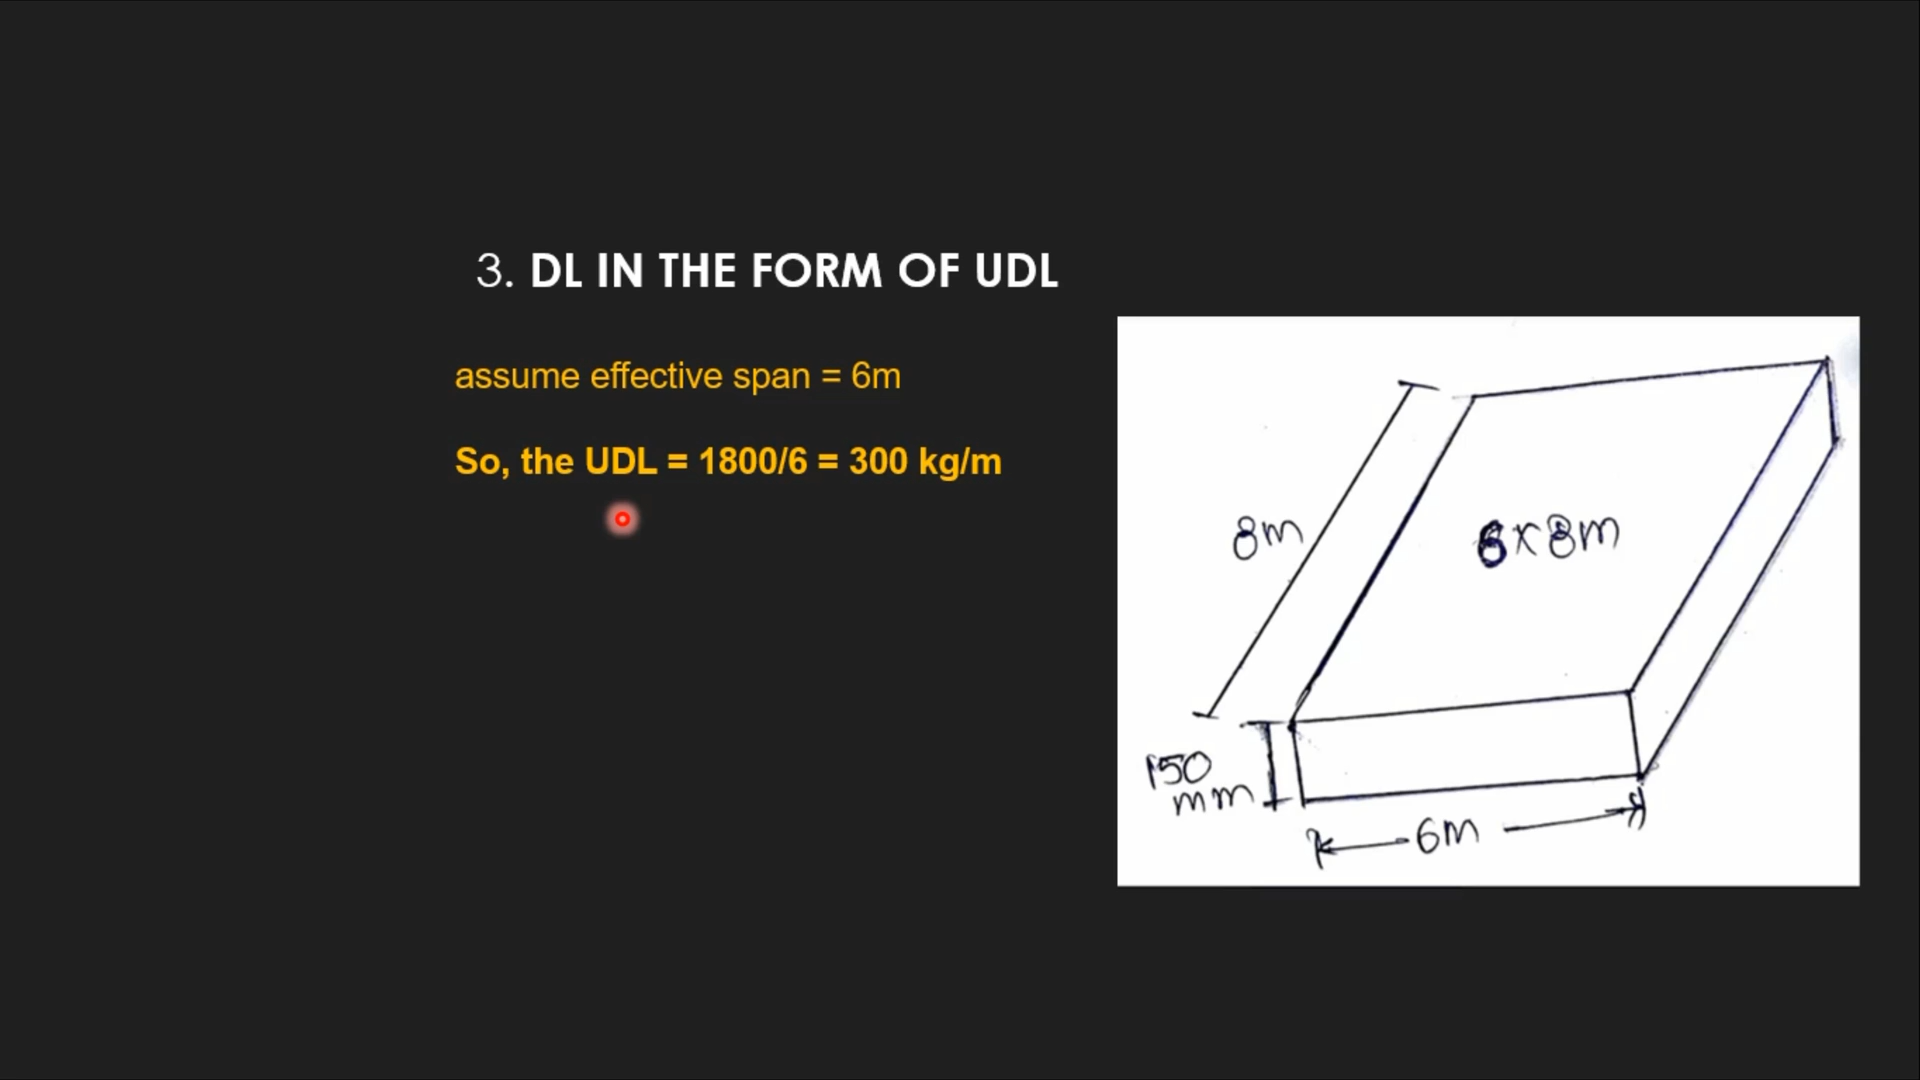 3. DL IN THE FORM OF UDL
assume effective span = 6m
So, the UDL = 1800/6 = 300 kg/m
8m
6x8m
150
mm
6m